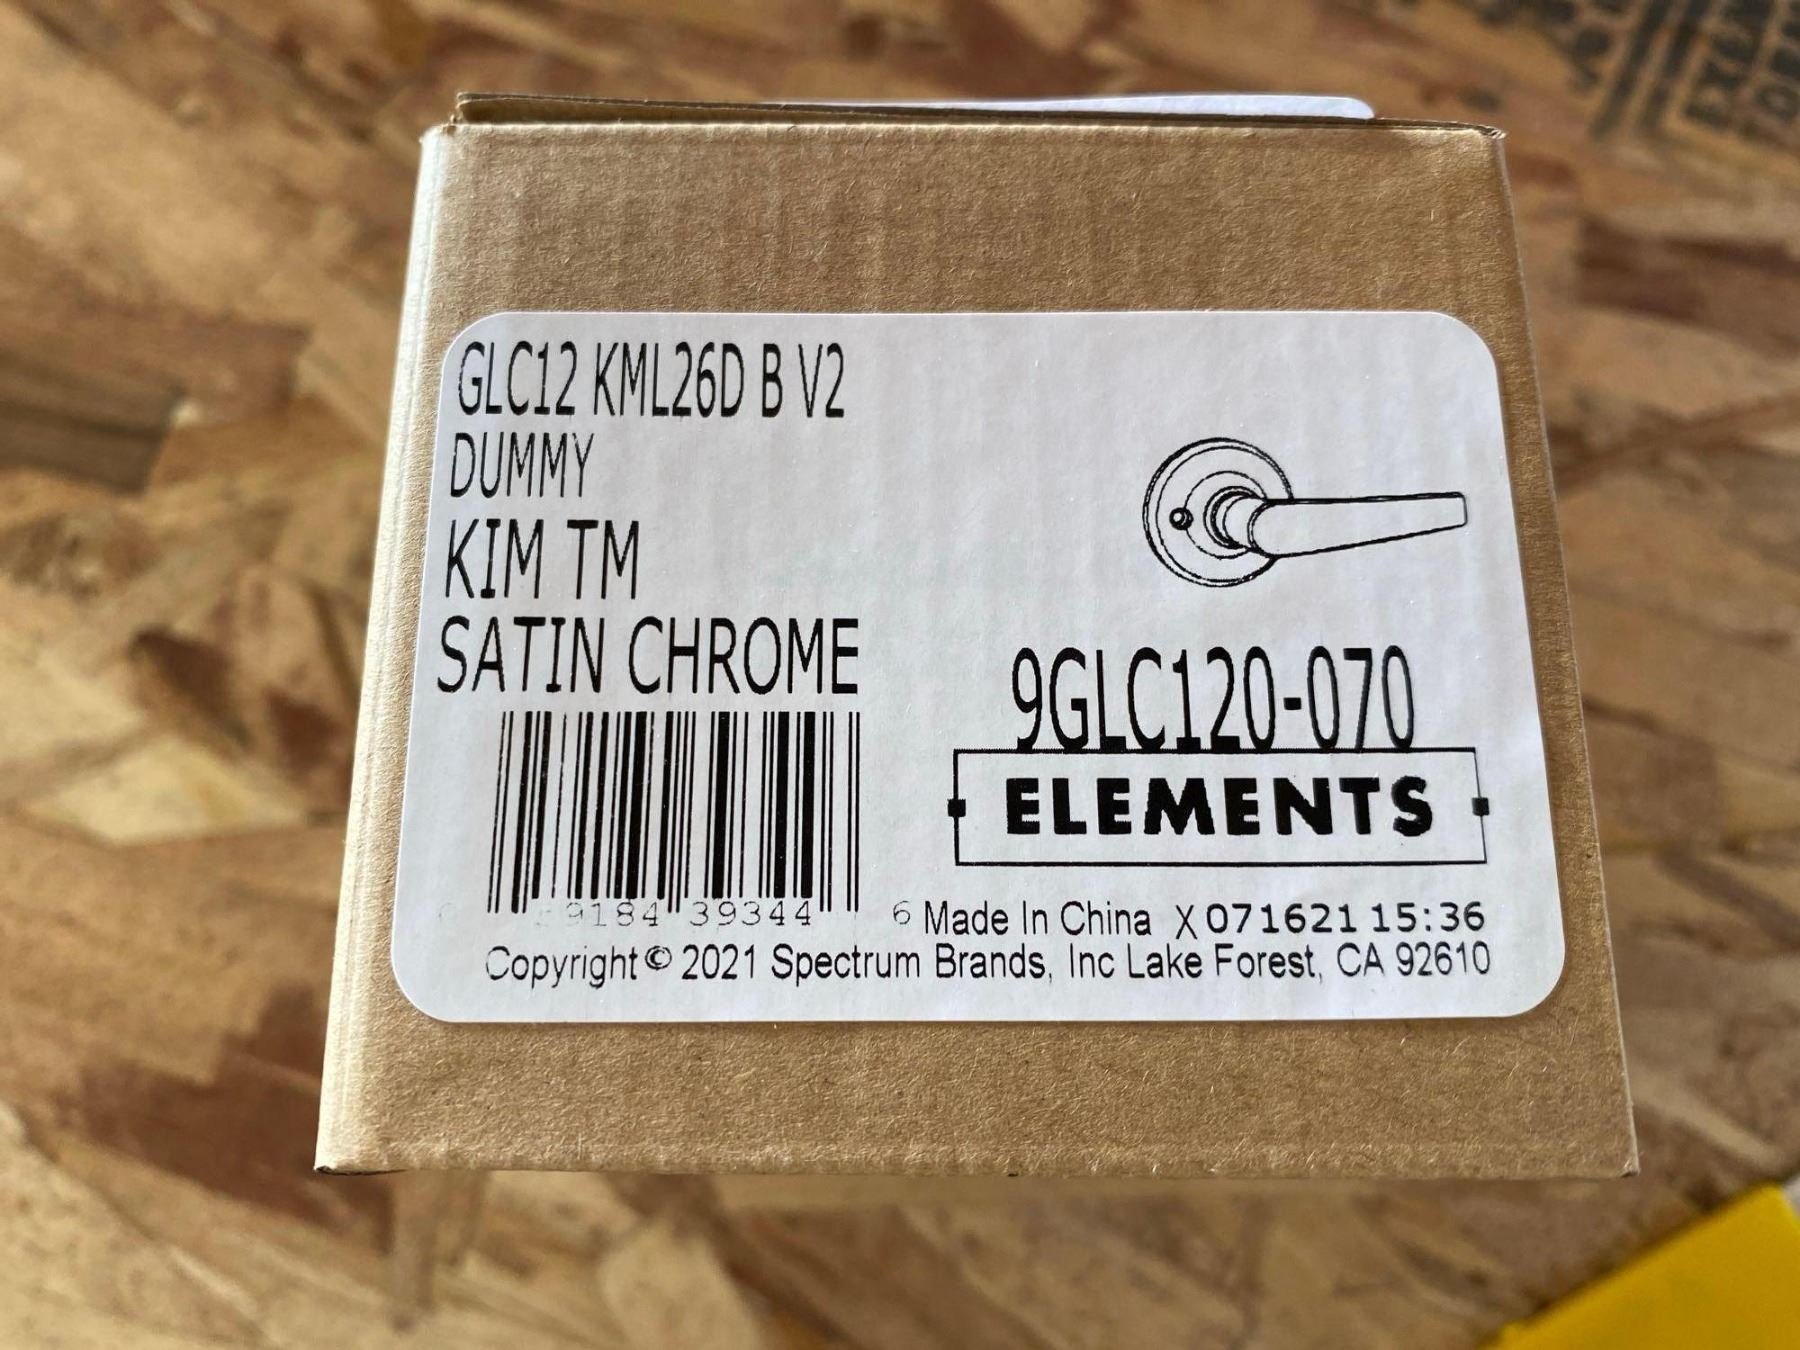 GLC12 KML26D B V2
DUMMY
KIM TM
SATIN CHROME
9GLC120-070
ELEMENTS
9184 39344 6
Made In China X 071621 15:36
Copyright © 2021 Spectrum Brands, Inc Lake Forest, CA 92610